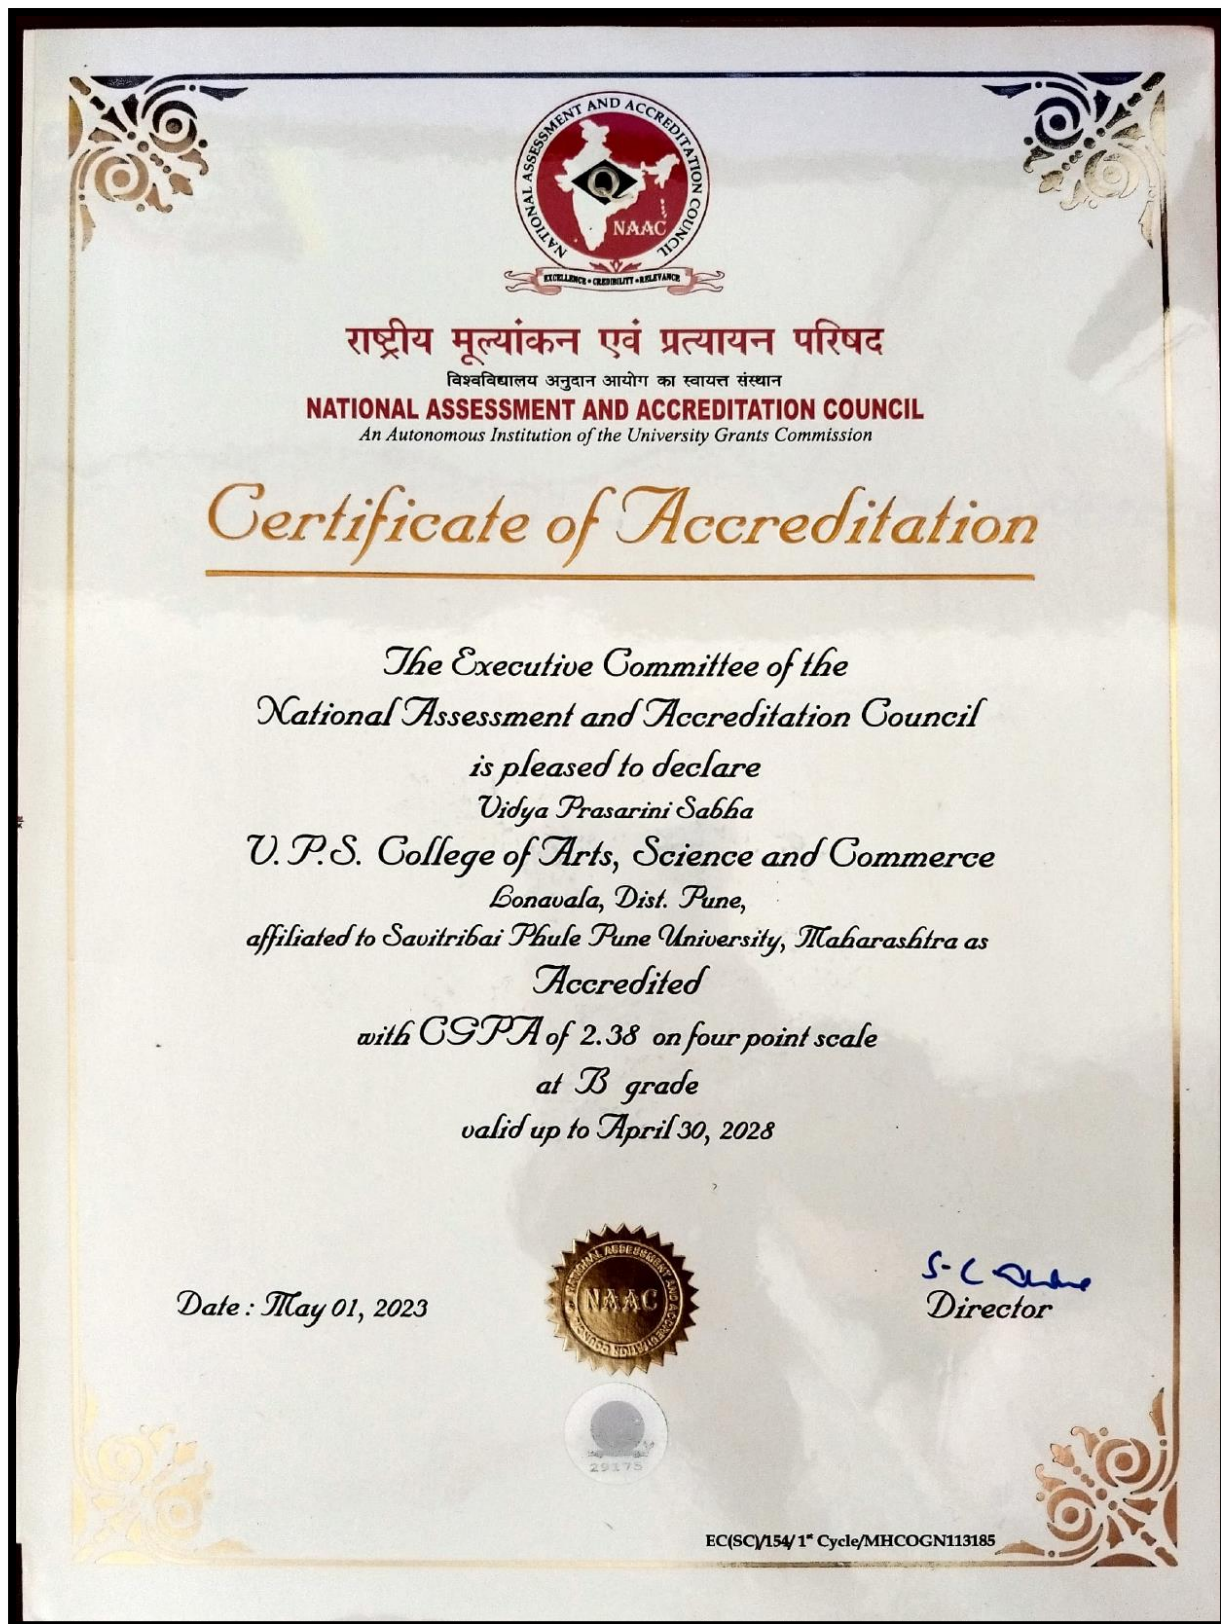 NATIONAL ASSESSMENT AND ACCREDITATION COUNCIL
Q
NAAC
EXCELLENCE • CREDIBILITY • RELEVANCE
राष्ट्रीय मूल्यांकन एवं प्रत्यायन परिषद
विश्वविद्यालय अनुदान आयोग का स्वायत्त संस्थान
NATIONAL ASSESSMENT AND ACCREDITATION COUNCIL
An Autonomous Institution of the University Grants Commission
Certificate of Accreditation
The Executive Committee of the
National Assessment and Accreditation Council
is pleased to declare
Vidya Prasarini Sabha
V. P. S. College of Arts, Science and Commerce
Lonavala, Dist. Pune,
affiliated to Savitribai Phule Pune University, Maharashtra as
Accredited
with CGPA of 2.38 on four point scale
at B grade
valid up to April 30, 2028
S-C
Date : May 01, 2023
Director
NATIONAL ASSESSMENT AND ACCREDITATION COUNCIL
NAAC
29175
EC(SC)/154/ 1st Cycle/MHCOGN113185